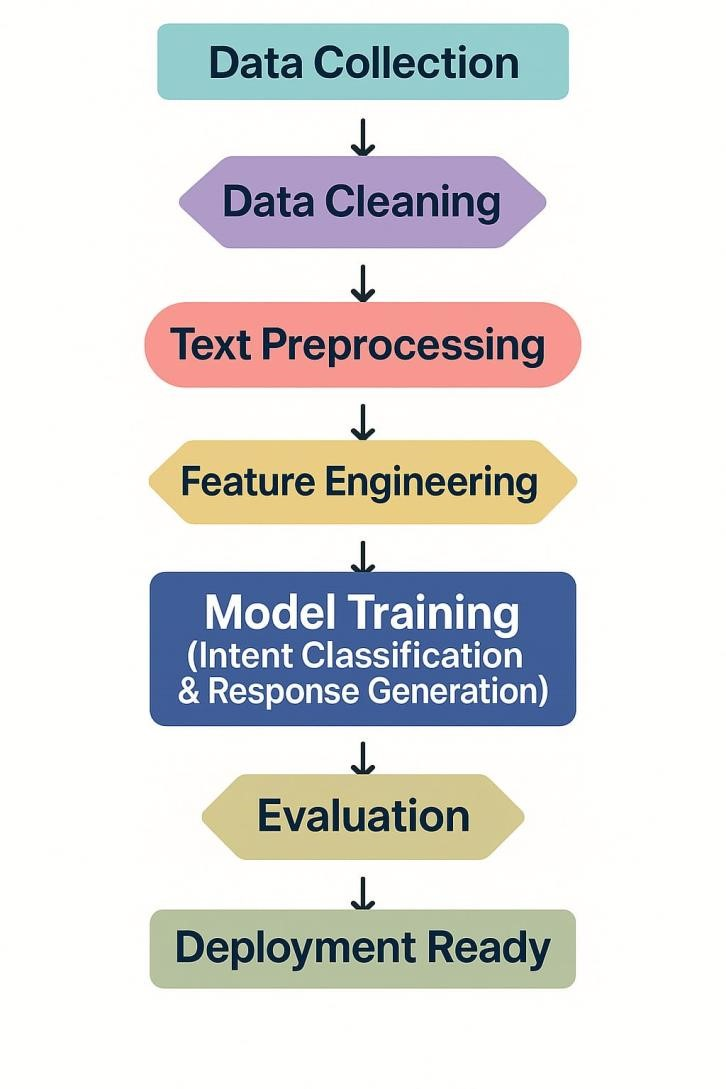 Data Collection
Data Cleaning
Text Preprocessing
Feature Engineering
Model Training
(Intent Classification
& Response Generation)
Evaluation
Deployment Ready